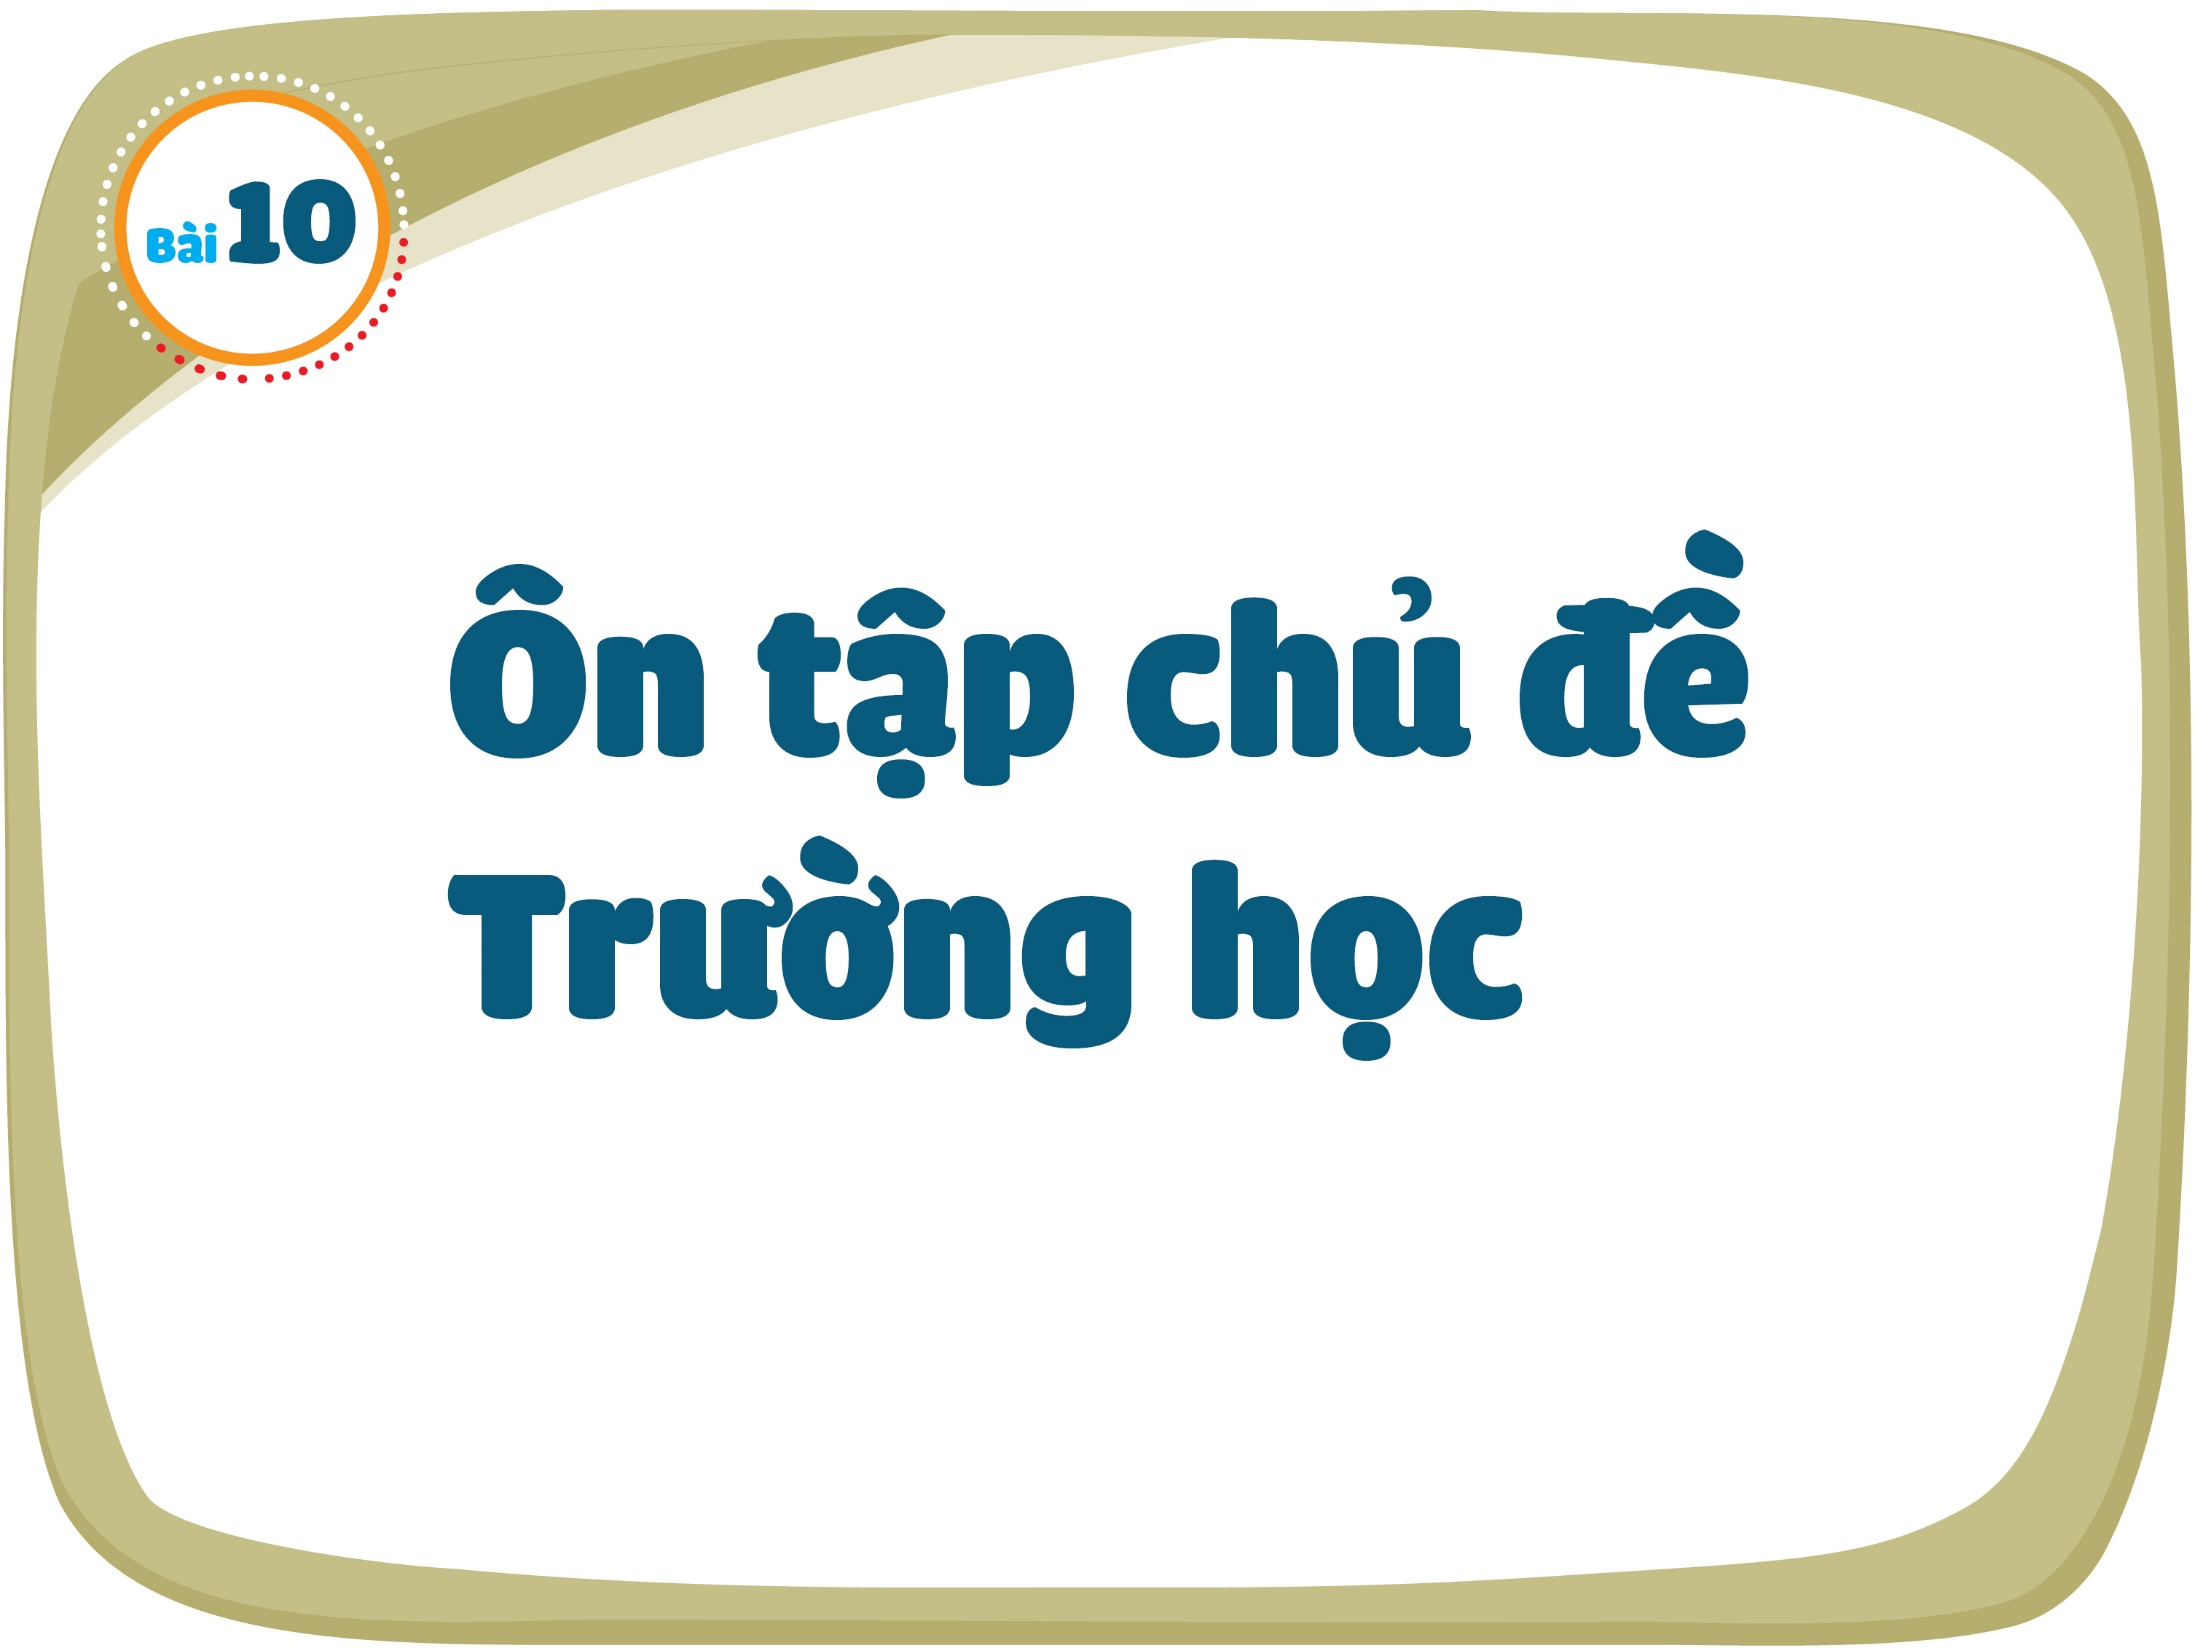 Bài 10
Ôn tập chủ đề
Trường học